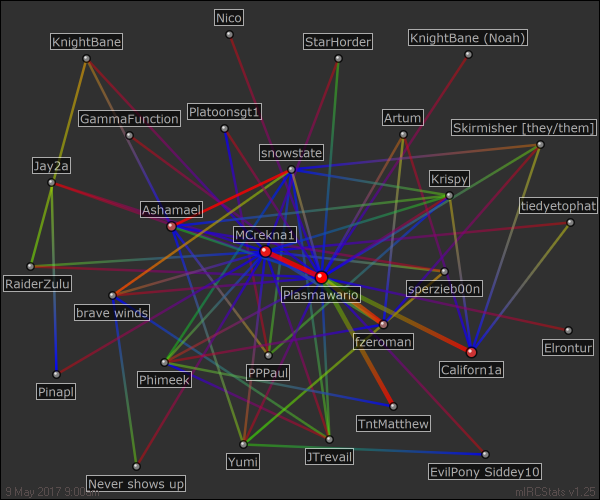 Nico
KnightBane
StarHorder
KnightBane (Noah)
GammaFunction
Platoonsgt1
Artum
Skirmisher [they/them]
snowstate
Jay2a
Krispy
Ashamael
tiedyetophat
MCrekna1
RaiderZulu
Plasmawario
sperzieb00n
brave winds
fzeroman
Elrontur
Californ1a
PPPaul
Phimeek
Pinapl
TntMatthew
JTrevail
Yumi
EvilPony Siddey10
Never shows up
9 May 2017 9:00am
mIRCStats v1.25